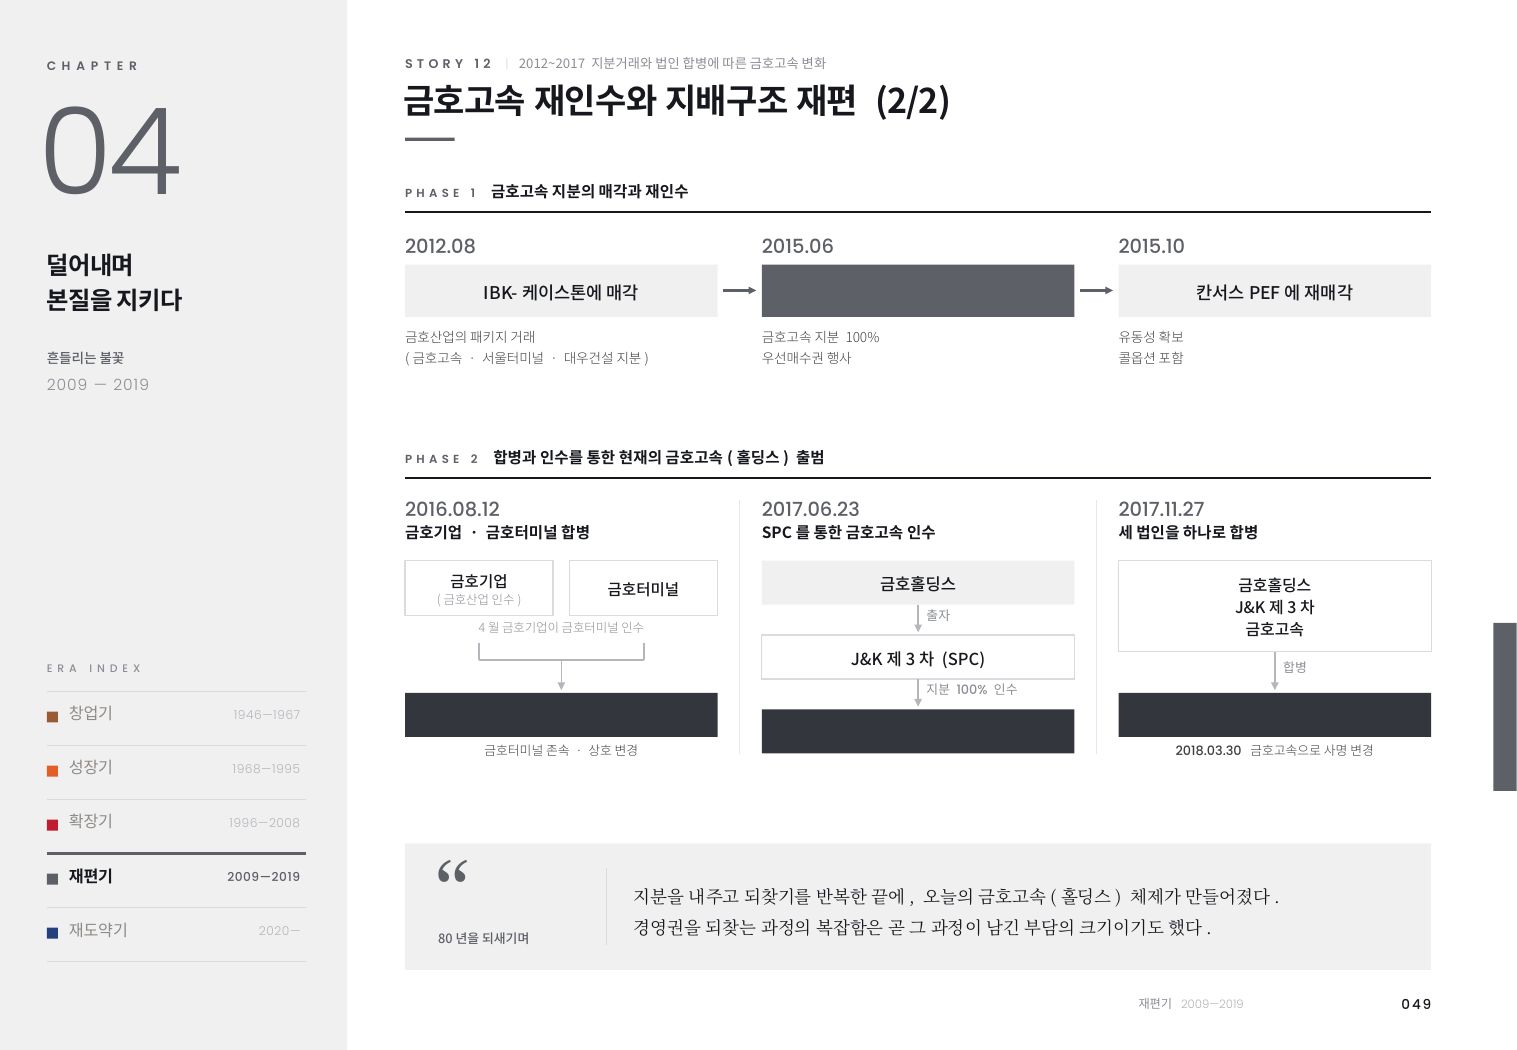 CHAPTER
04
덜어내며
본질을 지키다
흔들리는 불꽃
2009 — 2019
ERA INDEX
창업기 1946—1967
성장기 1968—1995
확장기 1996—2008
재편기 2009—2019
재도약기 2020—
STORY 12 | 2012~2017 지분거래와 법인 합병에 따른 금호고속 변화
금호고속 재인수와 지배구조 재편 (2/2)
PHASE 1 금호고속 지분의 매각과 재인수
2012.08
IBK- 케이스톤에 매각
금호산업의 패키지 거래
( 금호고속 · 서울터미널 · 대우건설 지분 )
2015.06
금호고속 지분 100%
우선매수권 행사
2015.10
칸서스 PEF 에 재매각
유동성 확보
콜옵션 포함
PHASE 2 합병과 인수를 통한 현재의 금호고속 ( 홀딩스 ) 출범
2016.08.12
금호기업 · 금호터미널 합병
금호기업
( 금호산업 인수 )
금호터미널
4 월 금호기업이 금호터미널 인수
금호터미널 존속 · 상호 변경
2017.06.23
SPC 를 통한 금호고속 인수
금호홀딩스
출자
J&K 제 3 차 (SPC)
지분 100% 인수
2017.11.27
세 법인을 하나로 합병
금호홀딩스
J&K 제 3 차
금호고속
합병
2018.03.30 금호고속으로 사명 변경
“
80 년을 되새기며
지분을 내주고 되찾기를 반복한 끝에 , 오늘의 금호고속 ( 홀딩스 ) 체제가 만들어졌다 .
경영권을 되찾는 과정의 복잡함은 곧 그 과정이 남긴 부담의 크기이기도 했다 .
재편기 2009—2019
049